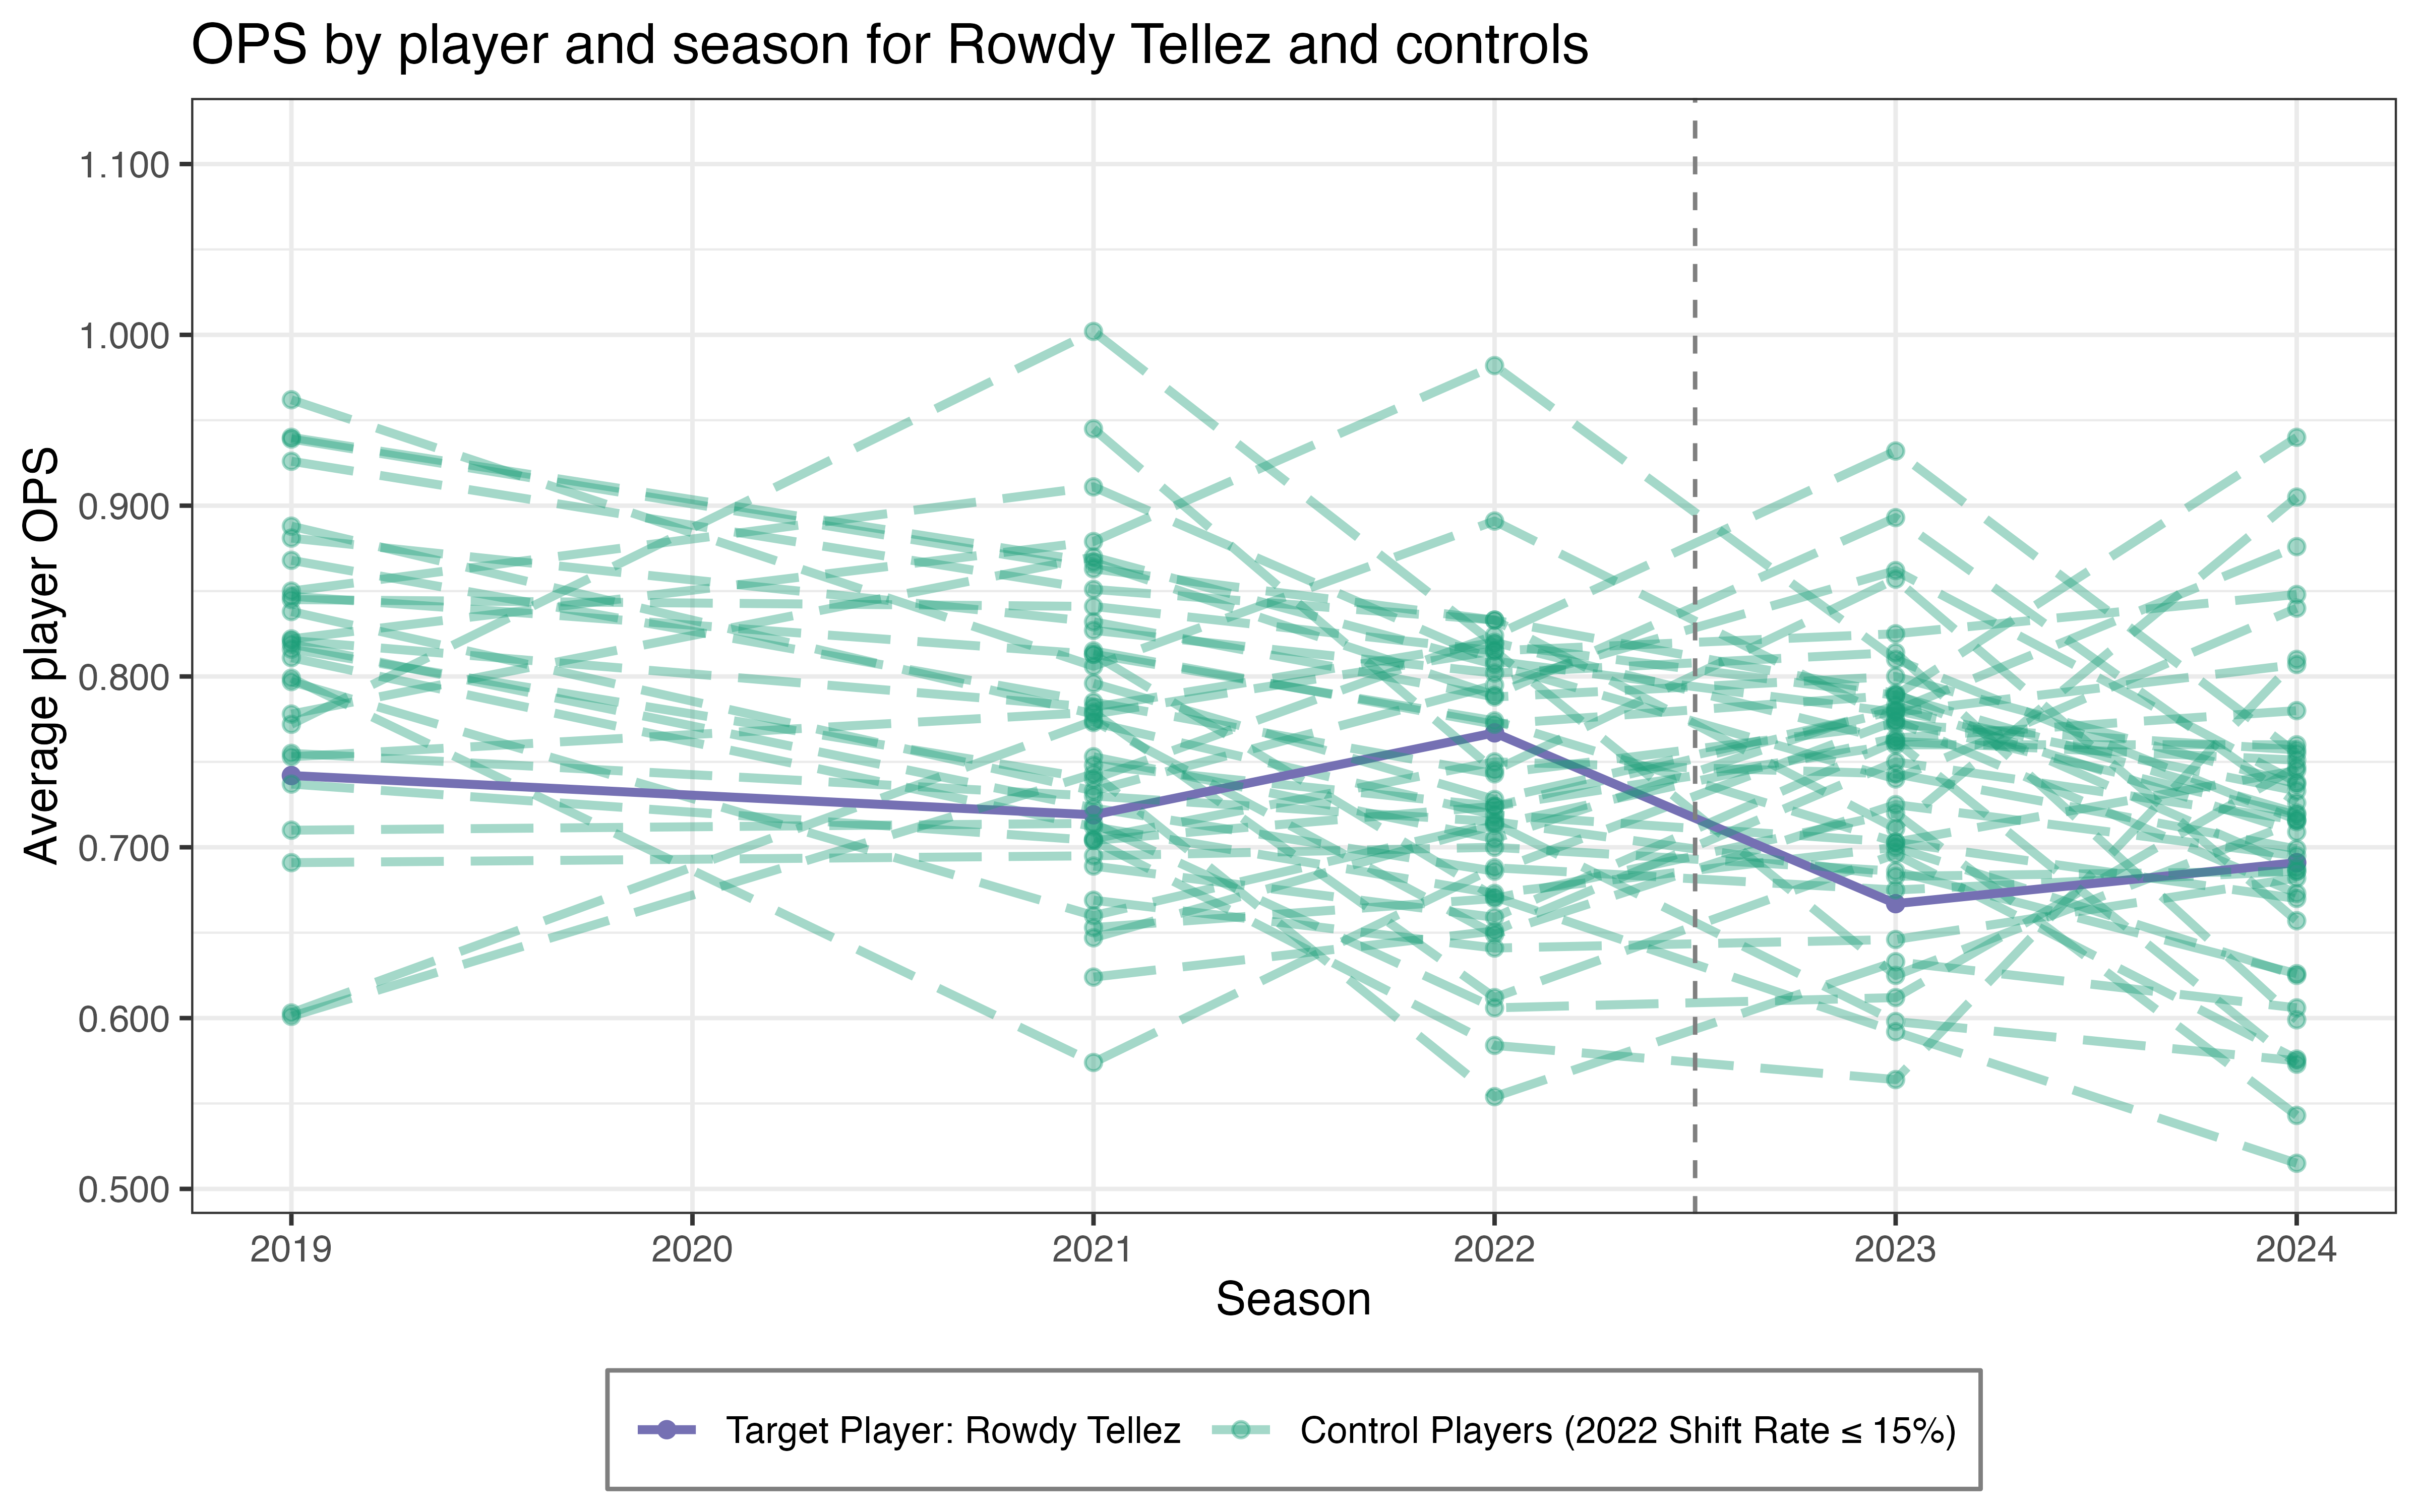 OPS by player and season for Rowdy Tellez and controls
Average player OPS
1.100
1.000
0.900
0.800
0.700
0.600
0.500
2019 2020 2021 2022 2023 2024
Season
Target Player: Rowdy Tellez Control Players (2022 Shift Rate ≤ 15%)